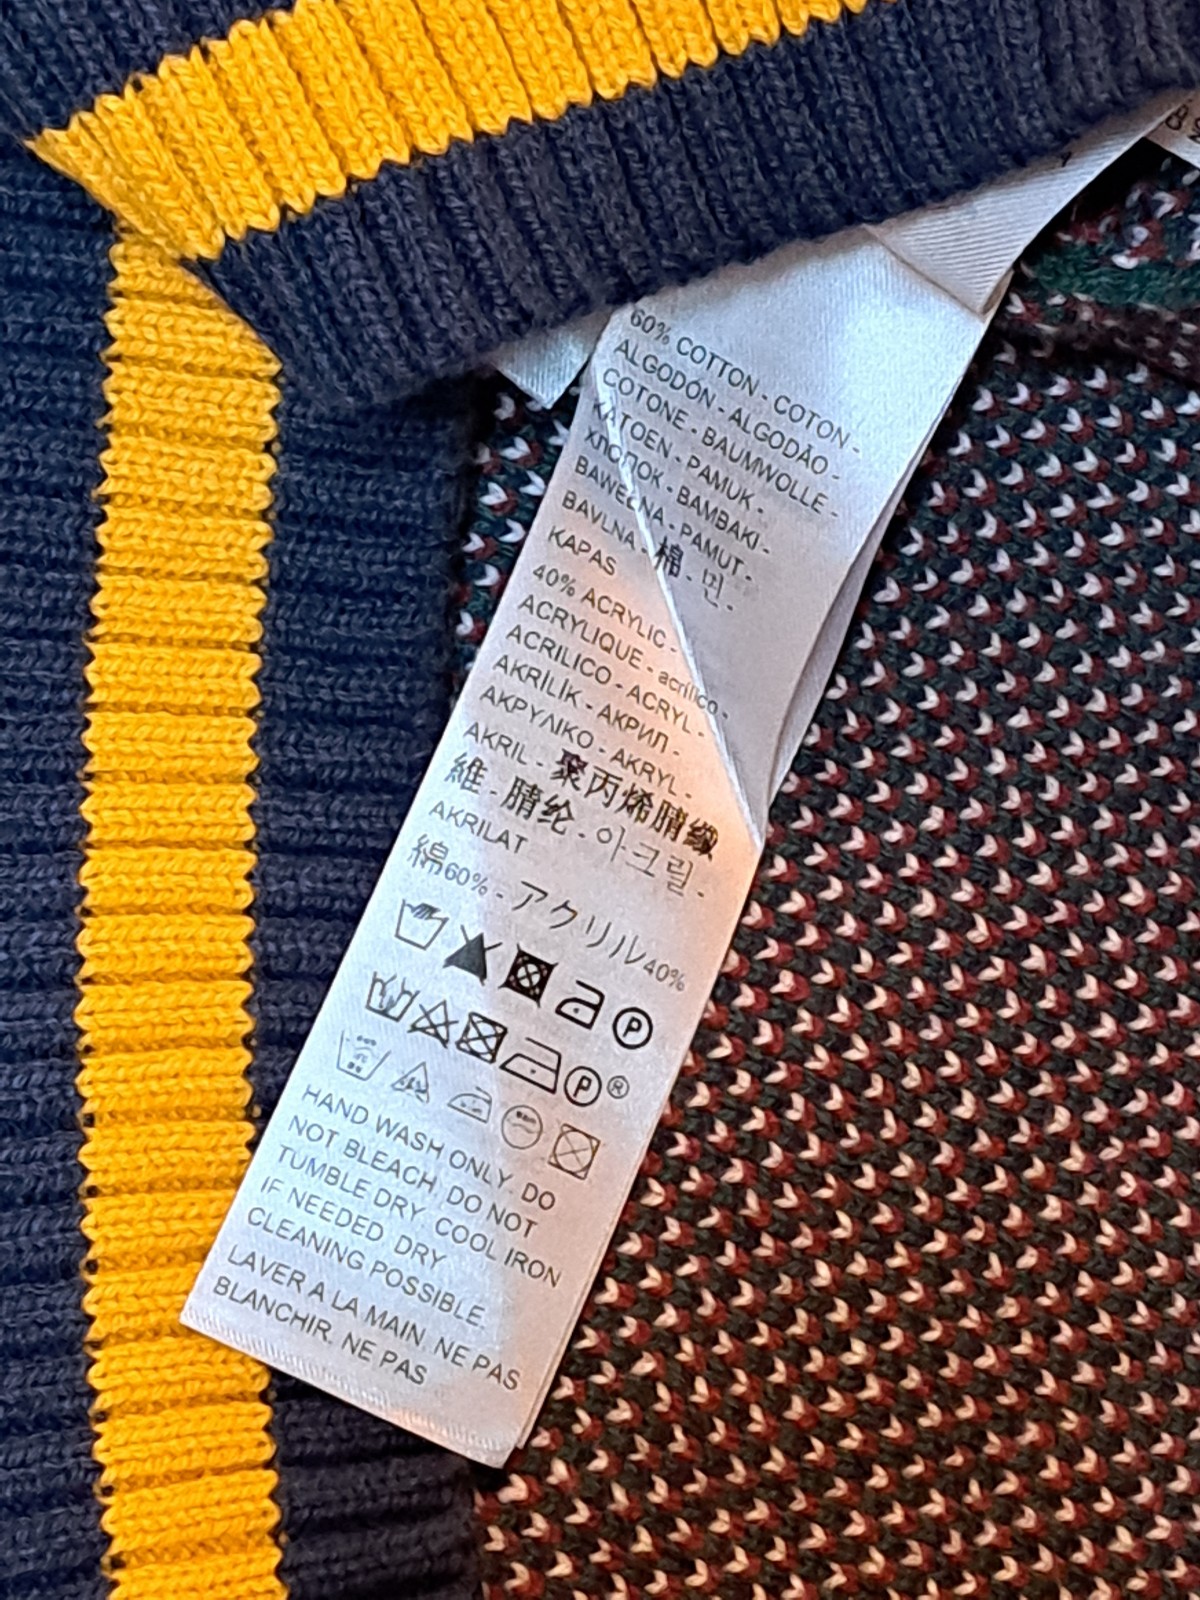 60% COTTON - COTON -
ALGODÓN - ALGODÃO -
COTONE - BAUMWOLLE -
KATOEN - PAMUK -
хлопок - BAMBAKI -
BAWEŁNA - PAMUT -
BAVLNA - 棉 - 면 -
KAPAS
40% ACRYLIC -
ACRYLIQUE - acrílico -
ACRILICO - ACRYL -
AKRİLİK - АКРИЛ -
ΑΚΡΥΛΙΚΟ - AKRYL -
AKRIL - 聚丙烯腈纖
維 - 腈纶 - 아크릴 -
AKRILAT
綿60% - アクリル40%
P
P ®
HAND WASH ONLY. DO
NOT BLEACH. DO NOT
TUMBLE DRY. COOL IRON
IF NEEDED. DRY
CLEANING POSSIBLE.
LAVER A LA MAIN. NE PAS
BLANCHIR. NE PAS